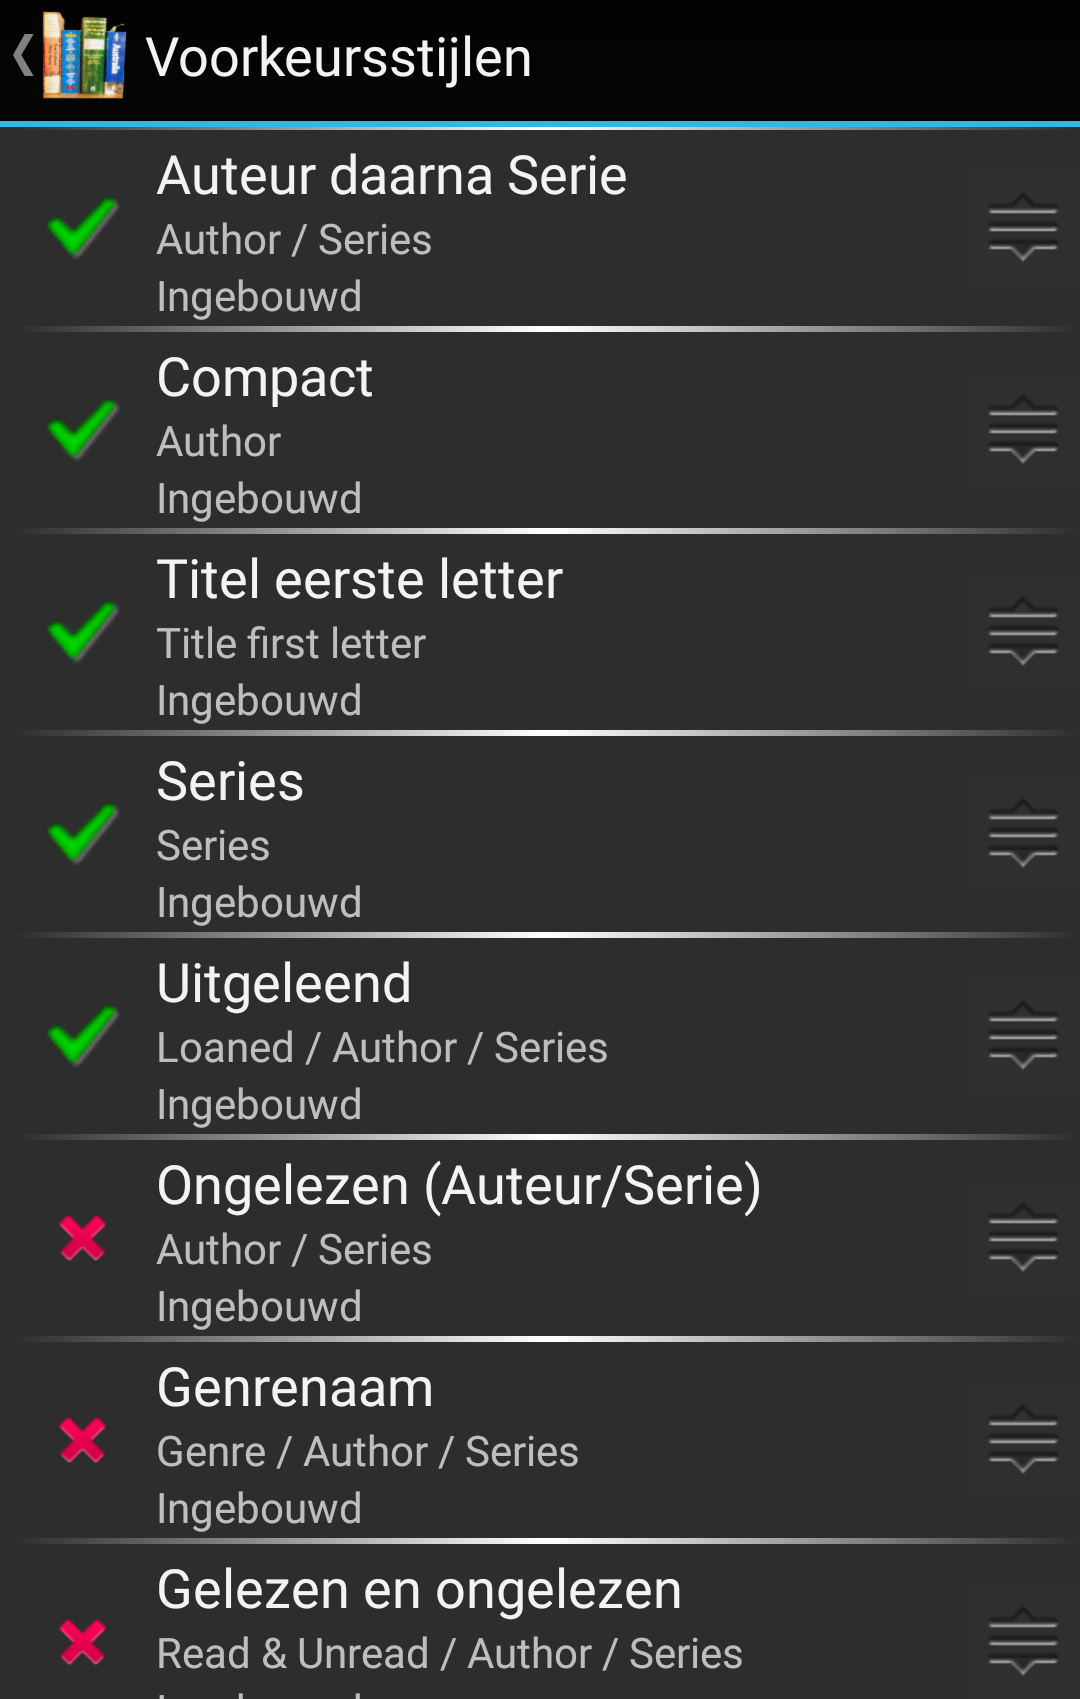 Voorkeursstijlen
Auteur daarna Serie
Author / Series
Ingebouwd
Compact
Author
Ingebouwd
Titel eerste letter
Title first letter
Ingebouwd
Series
Series
Ingebouwd
Uitgeleend
Loaned / Author / Series
Ingebouwd
Ongelezen (Auteur/Serie)
Author / Series
Ingebouwd
Genrenaam
Genre / Author / Series
Ingebouwd
Gelezen en ongelezen
Read & Unread / Author / Series